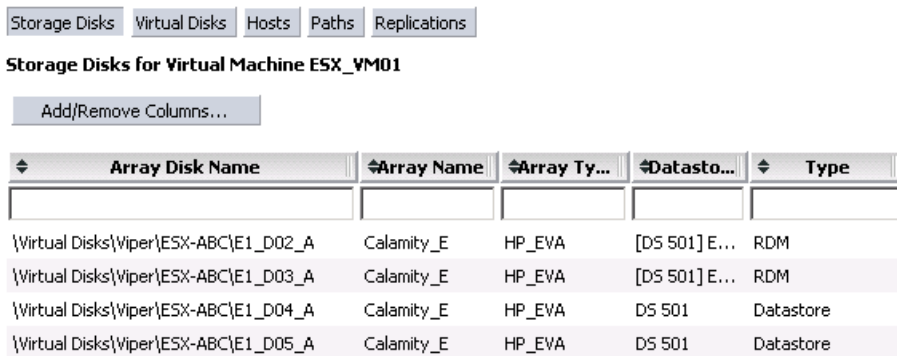 Storage Disks Virtual Disks Hosts Paths Replications
Storage Disks for Virtual Machine ESX_VM01
Add/Remove Columns...
Array Disk Name Array Name Array Ty... Datasto... Type
\Virtual Disks\Viper\ESX-ABC\E1_D02_A Calamity_E HP_EVA [DS 501] E... RDM
\Virtual Disks\Viper\ESX-ABC\E1_D03_A Calamity_E HP_EVA [DS 501] E... RDM
\Virtual Disks\Viper\ESX-ABC\E1_D04_A Calamity_E HP_EVA DS 501 Datastore
\Virtual Disks\Viper\ESX-ABC\E1_D05_A Calamity_E HP_EVA DS 501 Datastore